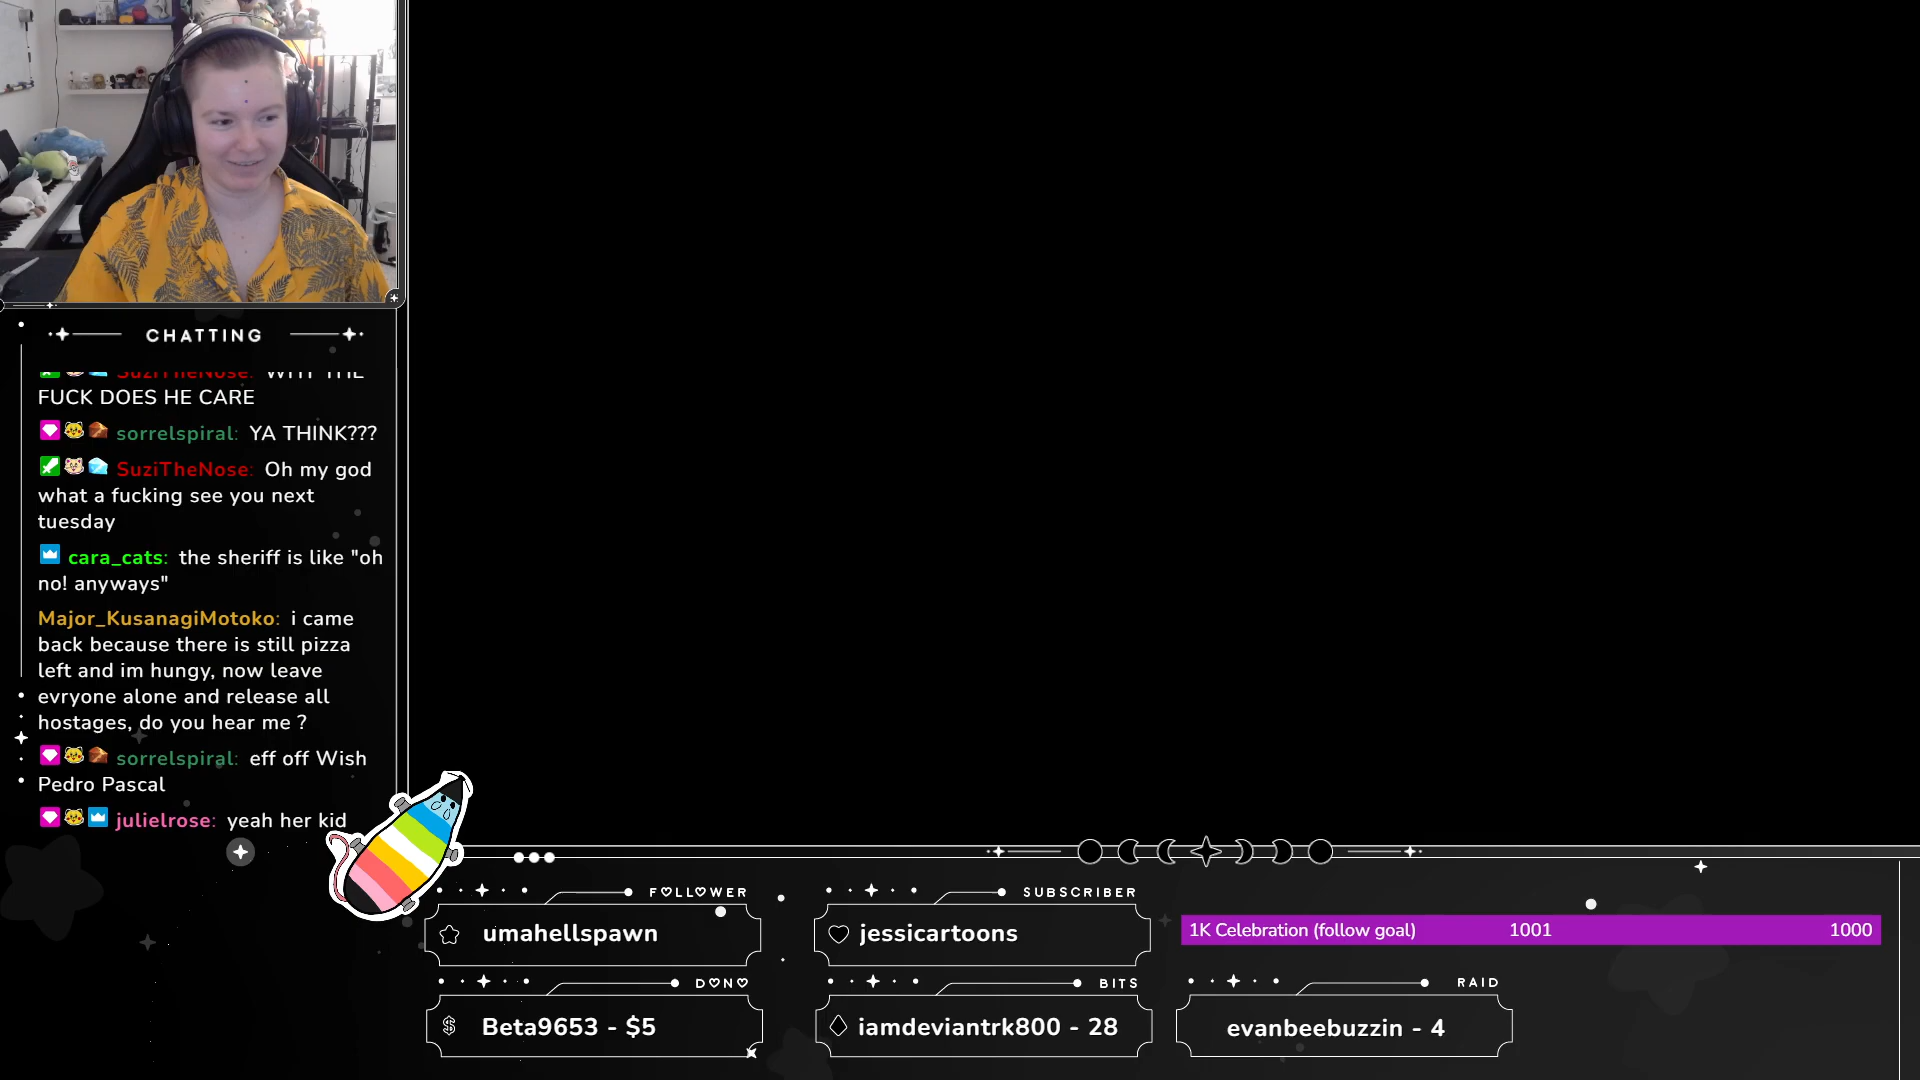 CHATTING
SuziTheNose: WHY THE
FUCK DOES HE CARE
sorrelspiral: YA THINK???
SuziTheNose: Oh my god
what a fucking see you next
tuesday
cara_cats: the sheriff is like "oh
no! anyways"
Major_KusanagiMotoko: i came
back because there is still pizza
left and im hungy, now leave
evryone alone and release all
hostages, do you hear me ?
sorrelspiral: eff off Wish
Pedro Pascal
julielrose: yeah her kid
FOLLOWER
umahellspawn
SUBSCRIBER
jessicartoons
1K Celebration (follow goal) 1001 1000
DONO
Beta9653 - $5
BITS
iamdeviantrk800 - 28
RAID
evanbeebuzzin - 4